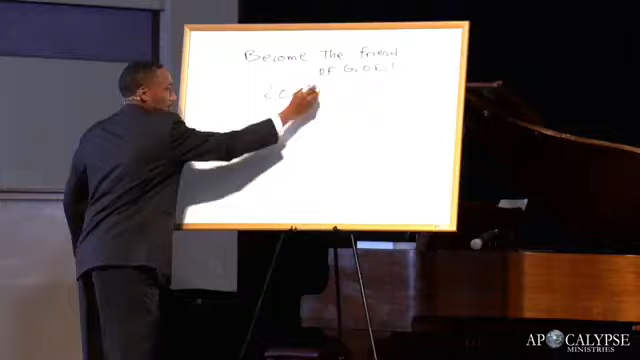 Become The friend
OF G.O.D.!
APOCALYPSE
MINISTRIES